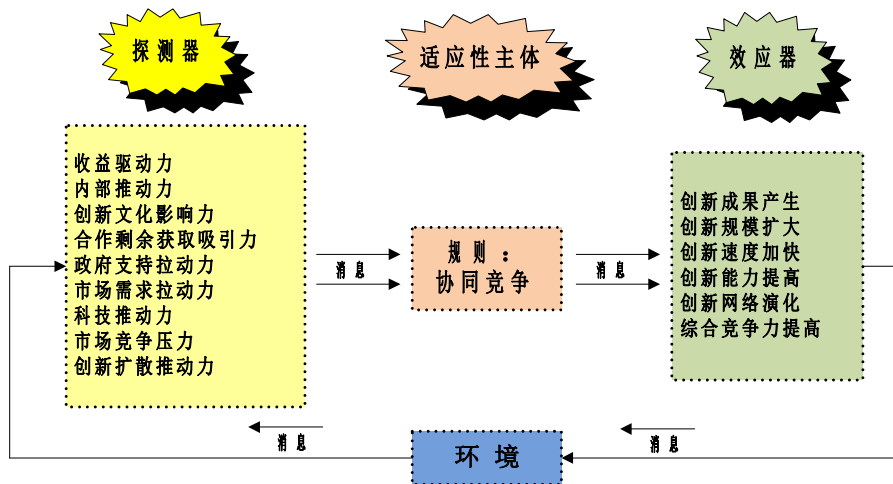 探测器
适应性主体
效应器
收益驱动力
内部推动力
创新文化影响力
合作剩余获取吸引力
政府支持拉动力
市场需求拉动力
科技推动力
市场竞争压力
创新扩散推动力
消息
规则：
协同竞争
消息
创新成果产生
创新规模扩大
创新速度加快
创新能力提高
创新网络演化
综合竞争力提高
消息
环境
消息